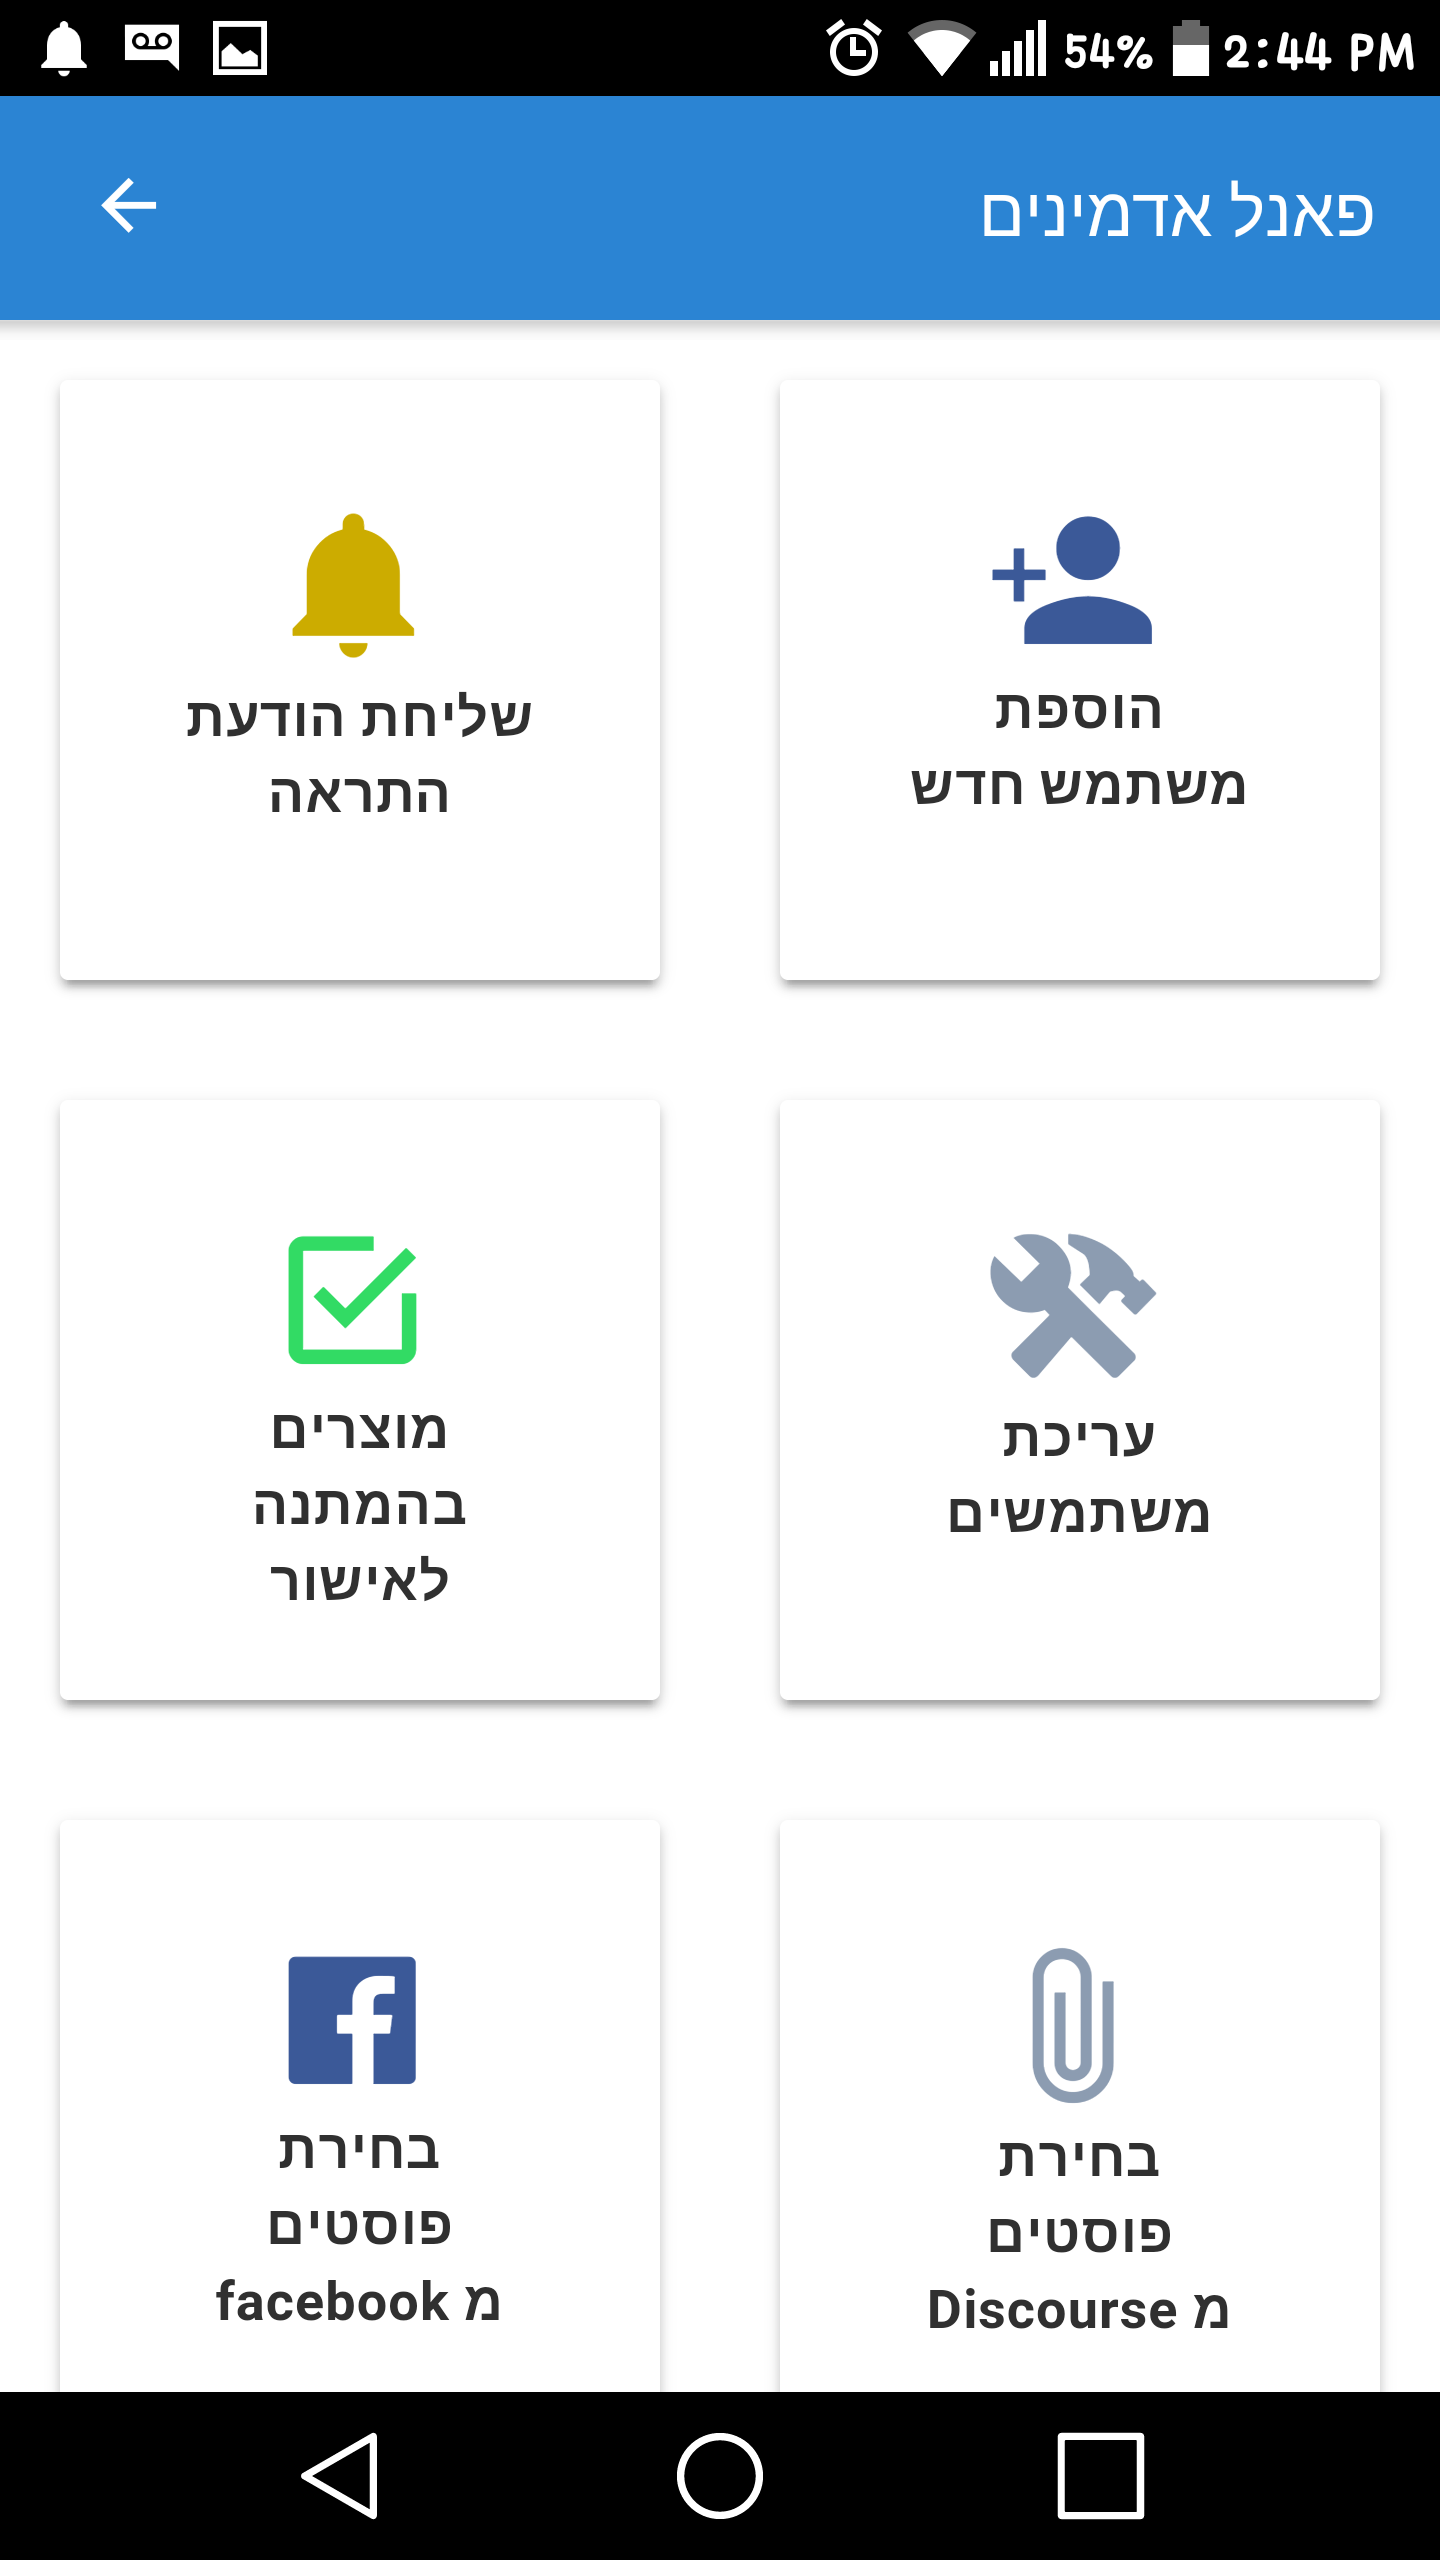 54% 2:44 PM
פאנל אדמינים
הוספת
משתמש חדש
שליחת הודעת
התראה
עריכת
משתמשים
מוצרים
בהמתנה
לאישור
בחירת
פוסטים
מ Discourse
בחירת
פוסטים
מ facebook